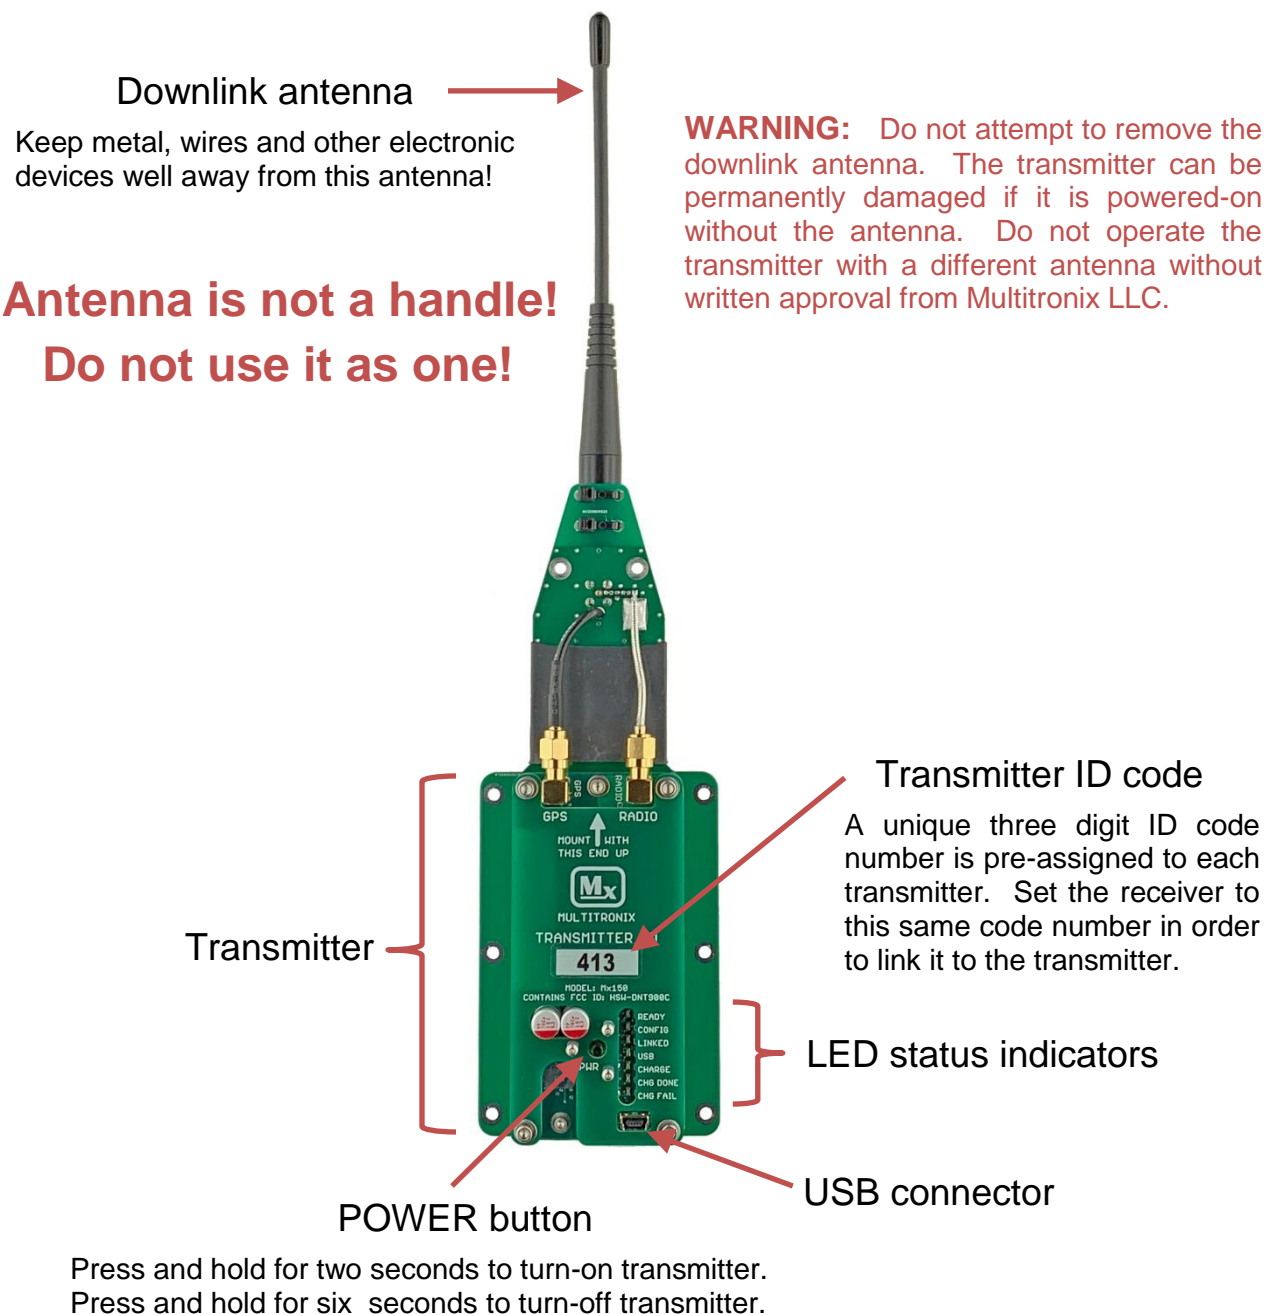 Downlink antenna
Keep metal, wires and other electronic
devices well away from this antenna!
WARNING: Do not attempt to remove the
downlink antenna. The transmitter can be
permanently damaged if it is powered-on
without the antenna. Do not operate the
transmitter with a different antenna without
written approval from Multitronix LLC.
Antenna is not a handle!
Do not use it as one!
GPS
RADIO
GPS
RADIO
MOUNT WITH
THIS END UP
Mx
MULTITRONIX
TRANSMITTER
413
MODEL: Mx150
CONTAINS FCC ID: HSW-DNT900C
READY
CONFIG
LINKED
USB
CHARGE
CHG DONE
CHG FAIL
PWR
Transmitter
Transmitter ID code
A unique three digit ID code
number is pre-assigned to each
transmitter. Set the receiver to
this same code number in order
to link it to the transmitter.
LED status indicators
USB connector
POWER button
Press and hold for two seconds to turn-on transmitter.
Press and hold for six seconds to turn-off transmitter.